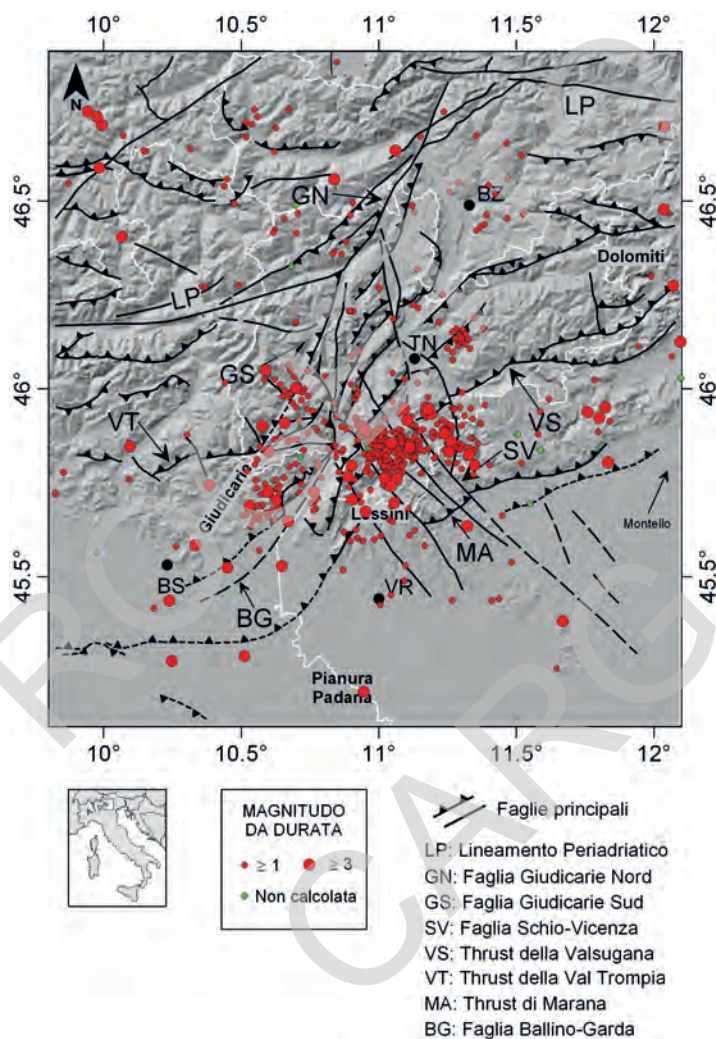 10° 10.5° 11° 11.5° 12°
N
LP
46.5° 46.5°
GN
BZ
Dolomiti
LP
TN
46° 46°
GS
VS
VT
SV
Giudicarie
Lessini
Montello
MA
45.5° 45.5°
BS
VR
BG
Pianura
Padana
10° 10.5° 11° 11.5° 12°
MAGNITUDO
DA DURATA
≥ 1 ≥ 3
Non calcolata
Faglie principali
LP: Lineamento Periadriatico
GN: Faglia Giudicarie Nord
GS: Faglia Giudicarie Sud
SV: Faglia Schio-Vicenza
VS: Thrust della Valsugana
VT: Thrust della Val Trompia
MA: Thrust di Marana
BG: Faglia Ballino-Garda
CARG